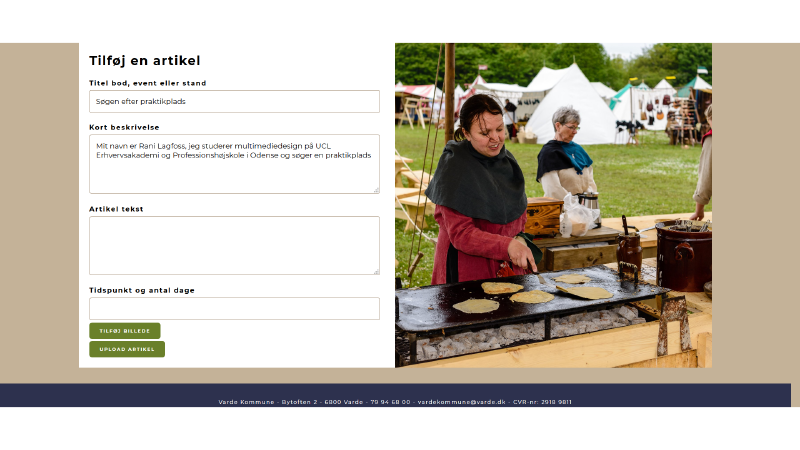 Tilføj en artikel
Titel bod, event eller stand
Søgen efter praktikplads
Kort beskrivelse
Mit navn er Rani Lagfoss, jeg studerer multimediedesign på UCL
Erhvervsakademi og Professionshøjskole i Odense og søger en praktikplads
Artikel tekst
Tidspunkt og antal dage
TILFØJ BILLEDE
UPLOAD ARTIKEL
Varde Kommune - Bytoften 2 - 6800 Varde - 79 94 68 00 - vardekommune@varde.dk - CVR-nr: 2918 9811